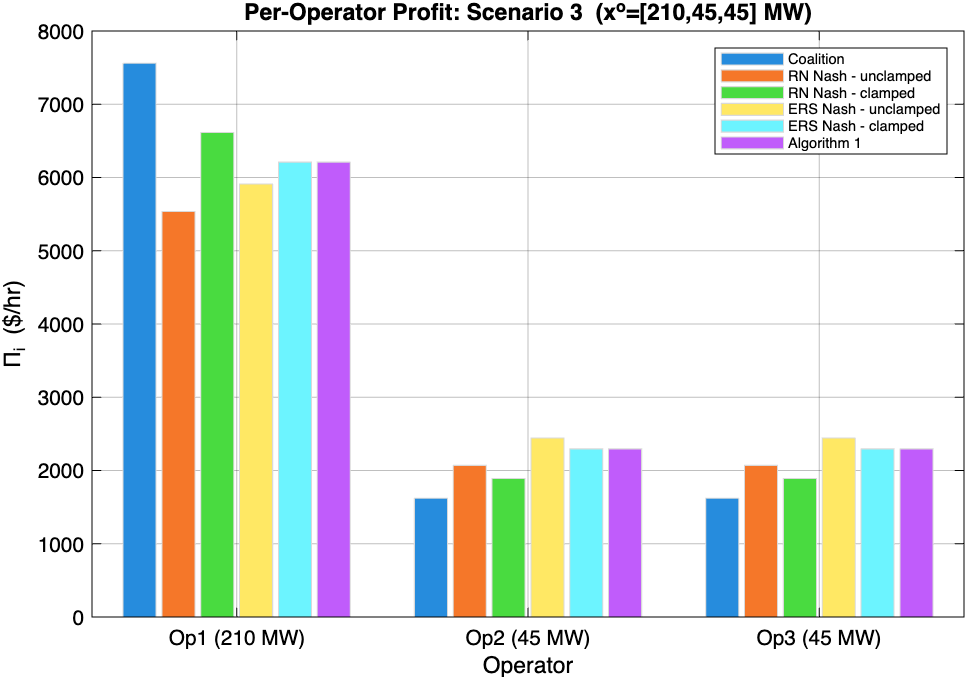 Per-Operator Profit: Scenario 3 (xᵒ=[210,45,45] MW)
8000
7000
6000
5000
4000
3000
2000
1000
0
Πᵢ ($/hr)
Coalition
RN Nash - unclamped
RN Nash - clamped
ERS Nash - unclamped
ERS Nash - clamped
Algorithm 1
Op1 (210 MW)
Op2 (45 MW)
Op3 (45 MW)
Operator